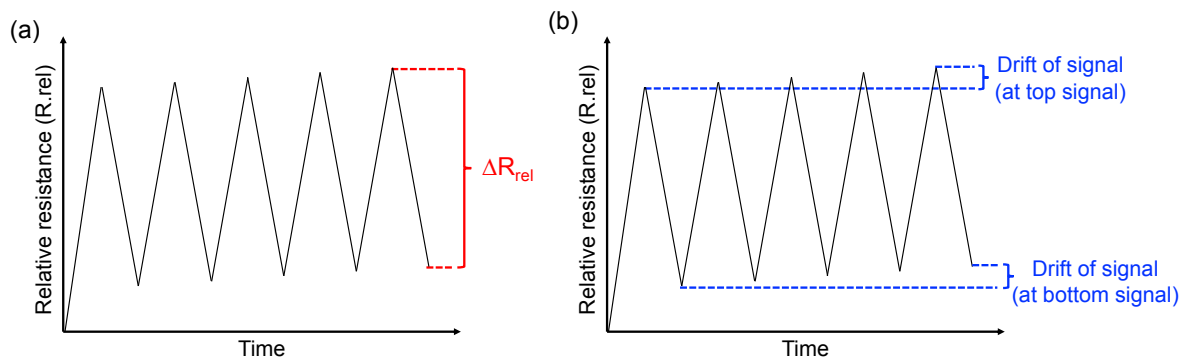 (a)
Relative resistance (R.rel)
ΔRrel
Time
(b)
Relative resistance (R.rel)
Drift of signal
(at top signal)
Drift of signal
(at bottom signal)
Time